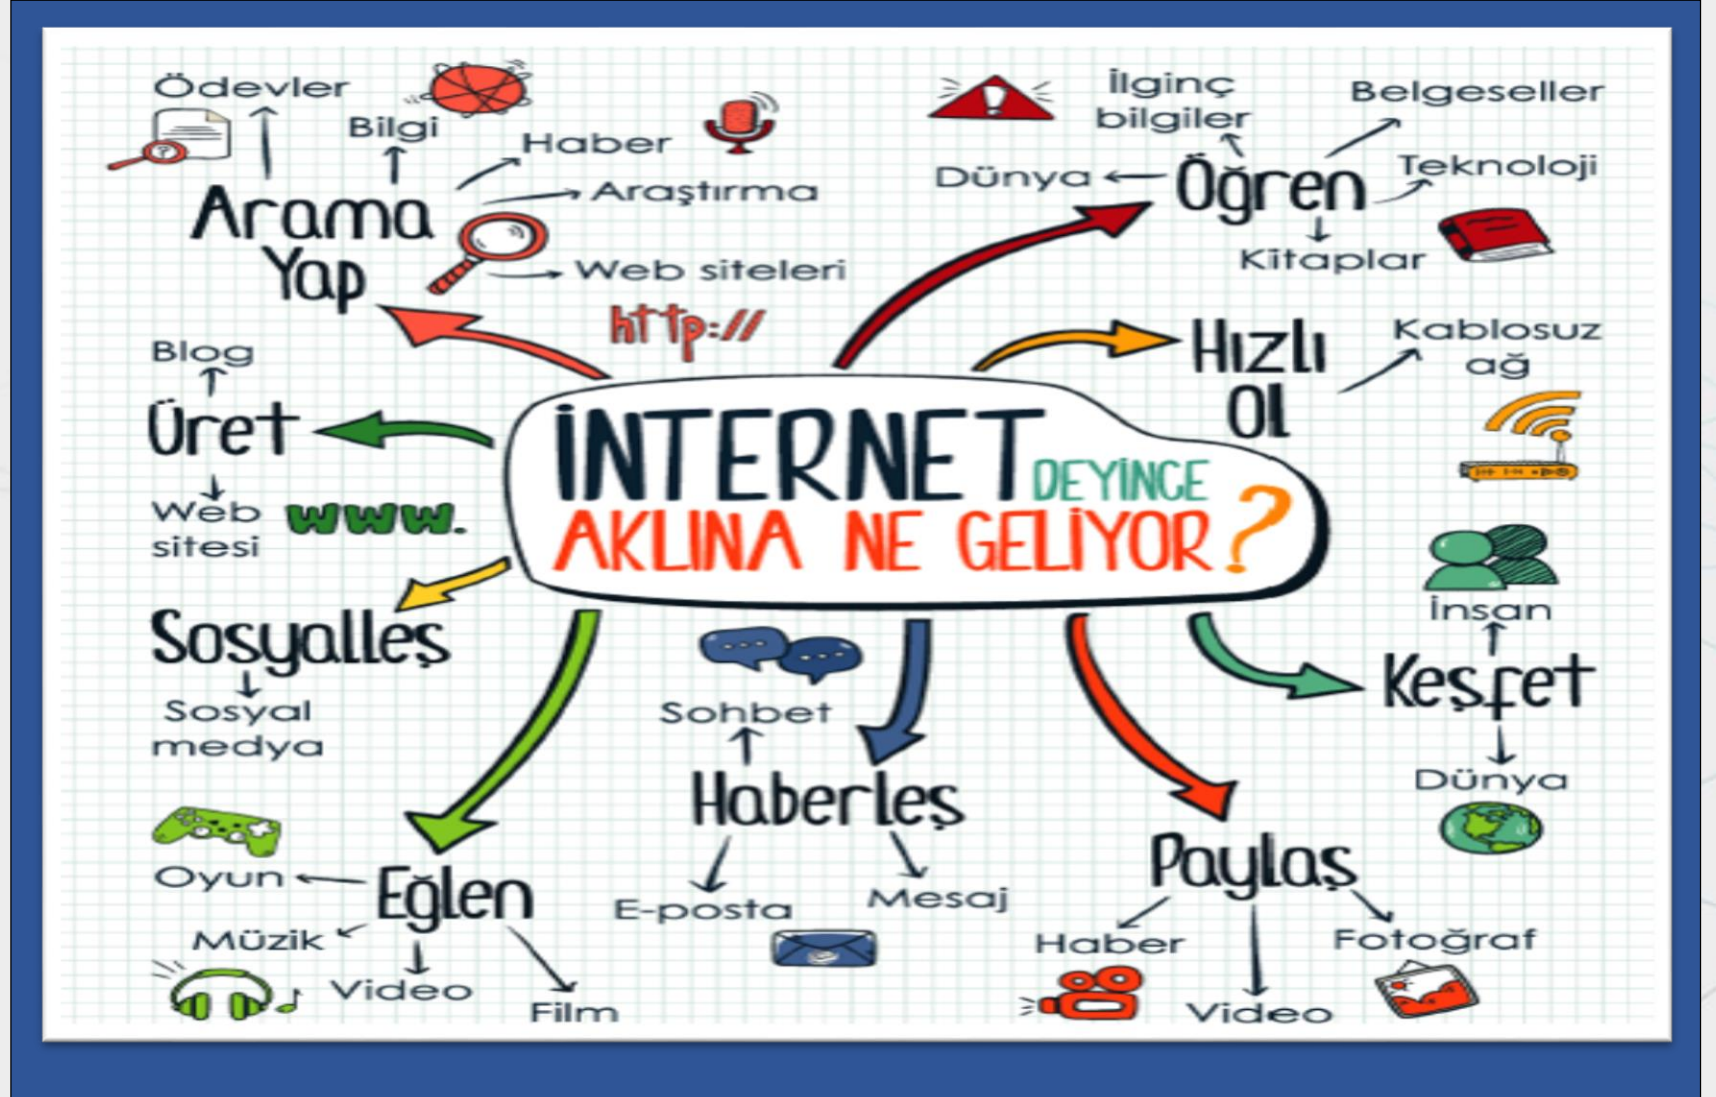 Ödevler
Bilgi
Haber
Araştırma
Arama
Yap
Web siteleri
http://
İlginç
bilgiler
Belgeseller
Dünya
Öğren
Teknoloji
Kitaplar
Hızlı
Ol
Kablosuz
ağ
Blog
Üret
Web
sitesi
www.
İNTERNET DEYİNCE
AKLINA NE GELİYOR?
Sosyalleş
Sosyal
medya
İnsan
Keşfet
Dünya
Sohbet
Haberleş
E-posta
Mesaj
Oyun
Eğlen
Müzik
Video
Film
Paylaş
Haber
Video
Fotoğraf